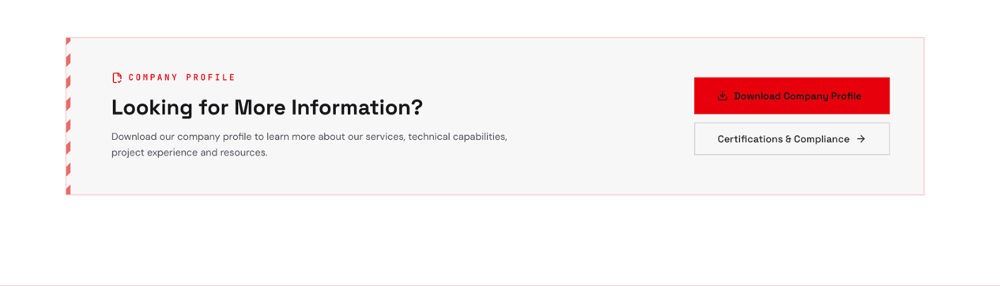 COMPANY PROFILE
Looking for More Information?
Download our company profile to learn more about our services, technical capabilities,
project experience and resources.
Download Company Profile
Certifications & Compliance